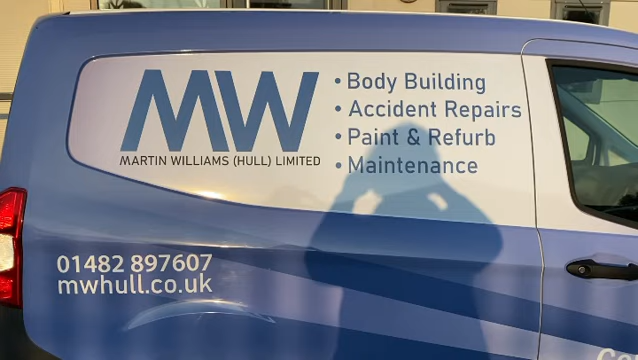 MW
MARTIN WILLIAMS (HULL) LIMITED
• Body Building
• Accident Repairs
• Paint & Refurb
• Maintenance
01482 897607
mwhull.co.uk